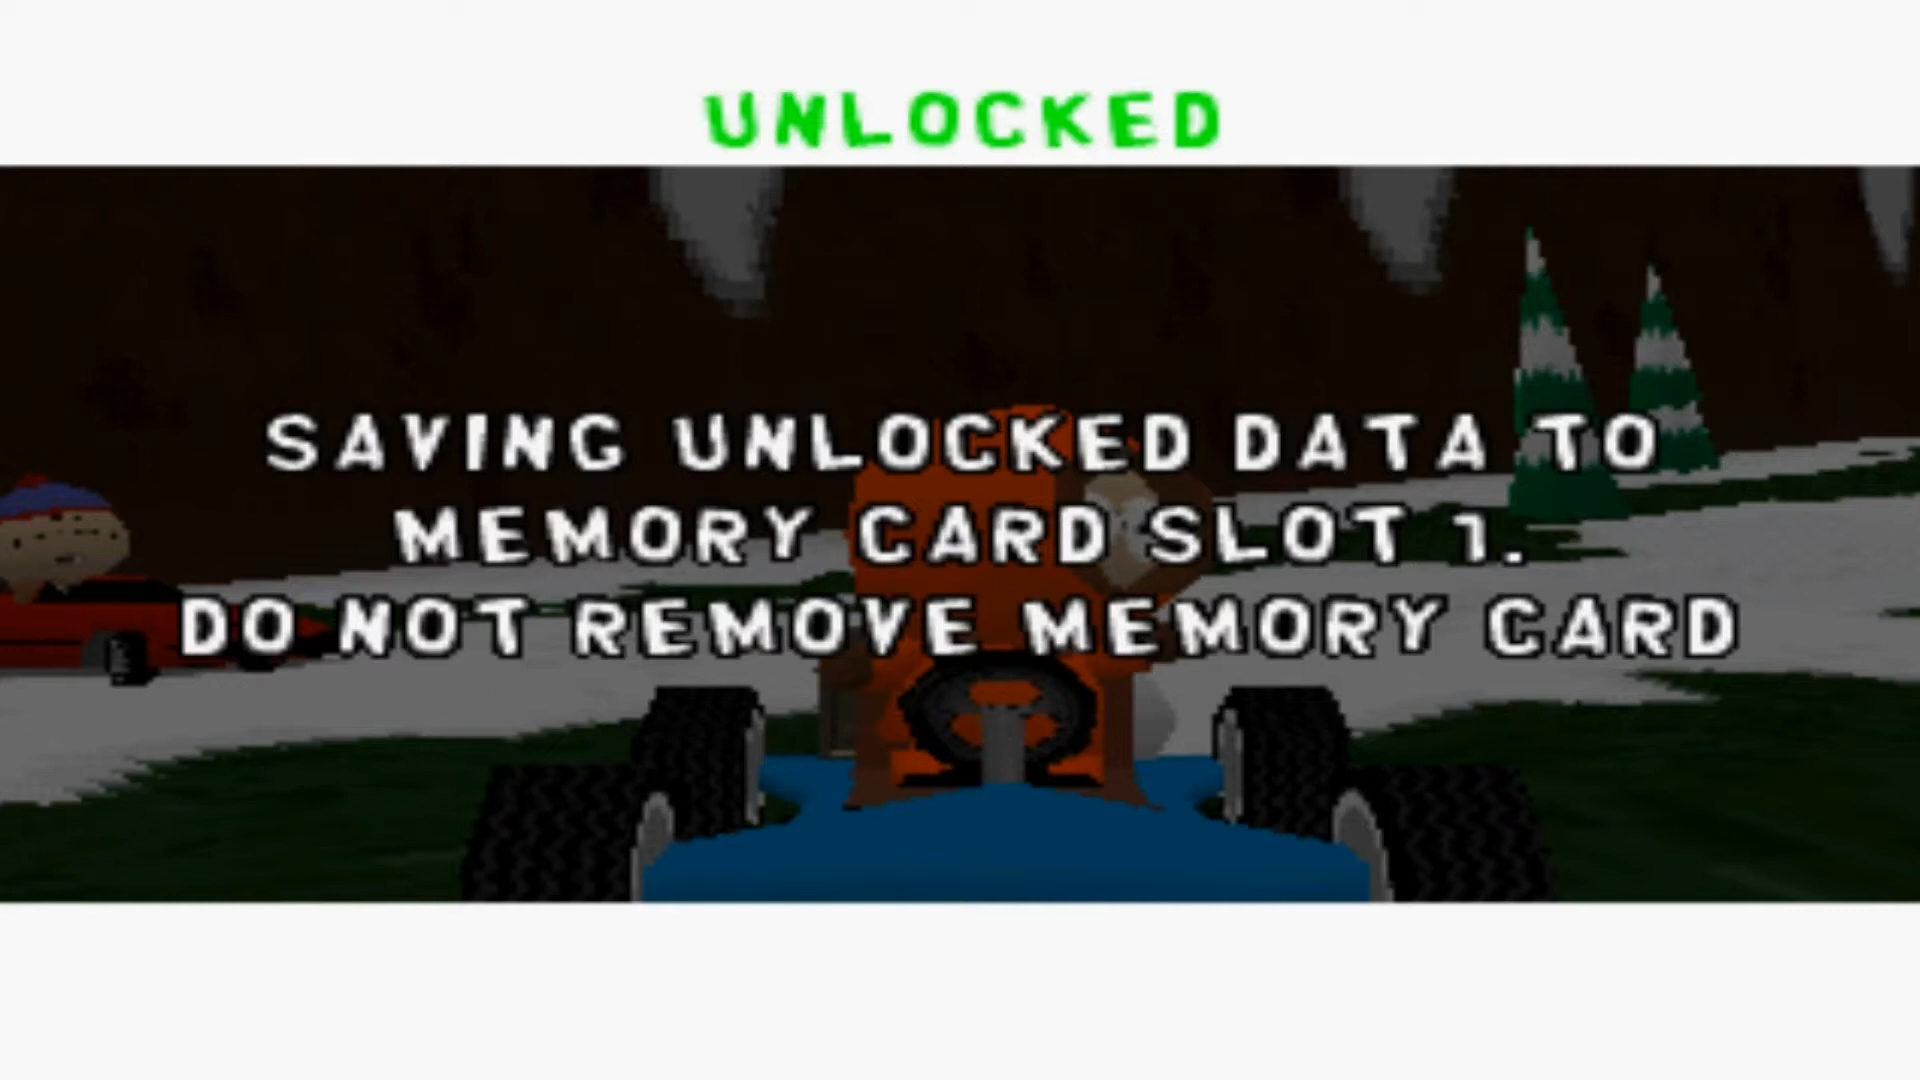 UNLOCKED
SAVING UNLOCKED DATA TO
MEMORY CARD SLOT 1.
DO NOT REMOVE MEMORY CARD